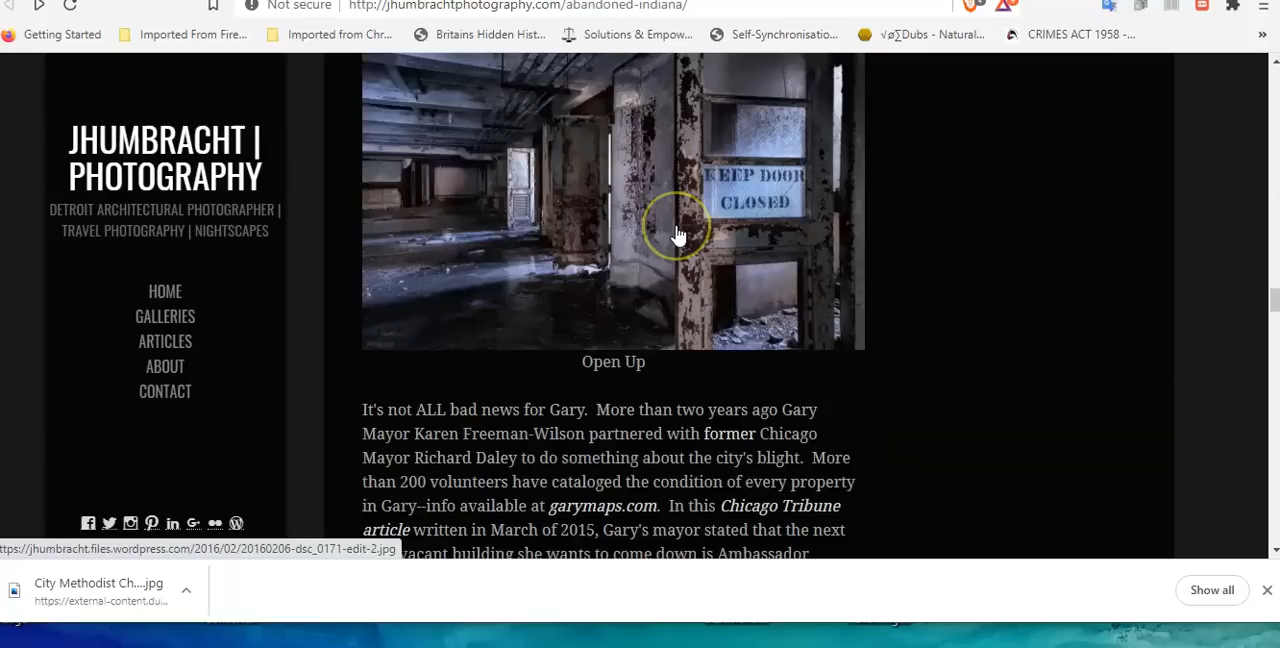 Not secure http://jhumbrachtphotography.com/abandoned-indiana/
Getting Started Imported From Fire... Imported from Chr... Britains Hidden Hist... Solutions & Empow... Self-Synchronisatio... √ø∑Dubs - Natural... CRIMES ACT 1958 -... »
JHUMBRACHT |
PHOTOGRAPHY
DETROIT ARCHITECTURAL PHOTOGRAPHER |
TRAVEL PHOTOGRAPHY | NIGHTSCAPES
HOME
GALLERIES
ARTICLES
ABOUT
CONTACT
KEEP DOOR
CLOSED
Open Up
It's not ALL bad news for Gary. More than two years ago Gary
Mayor Karen Freeman-Wilson partnered with former Chicago
Mayor Richard Daley to do something about the city's blight. More
than 200 volunteers have cataloged the condition of every property
in Gary--info available at garymaps.com. In this Chicago Tribune
article written in March of 2015, Gary's mayor stated that the next
vacant building she wants to come down is Ambassador
ttps://jhumbracht.files.wordpress.com/2016/02/20160206-dsc_0171-edit-2.jpg
City Methodist Ch....jpg
https://external-content.du...
Show all